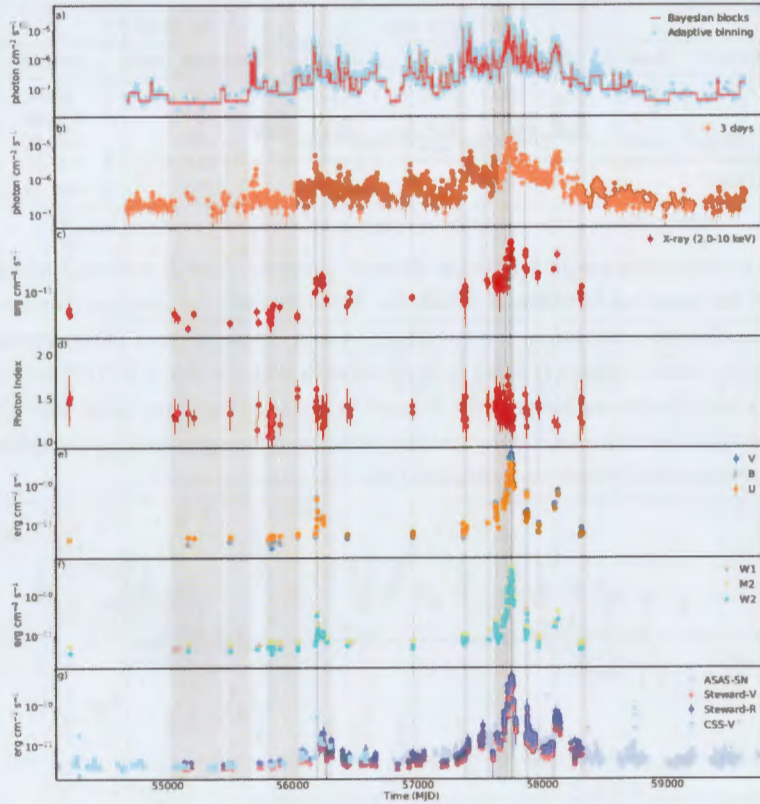 a)
Bayesian blocks
Adaptive binning
photon cm⁻² s⁻¹
10⁻⁵
10⁻⁶
10⁻⁷
b)
3 days
photon cm⁻² s⁻¹
10⁻⁵
10⁻⁶
10⁻⁷
c)
X-ray (2.0-10 keV)
erg cm⁻² s⁻¹
10⁻¹¹
d)
Photon Index
2.0
1.5
1.0
e)
V
B
U
erg cm⁻² s⁻¹
10⁻¹⁰
10⁻¹¹
f)
W1
M2
W2
erg cm⁻² s⁻¹
10⁻¹⁰
10⁻¹¹
g)
ASAS-SN
Steward-V
Steward-R
CSS-V
erg cm⁻² s⁻¹
10⁻¹⁰
10⁻¹¹
55000 56000 57000 58000 59000
Time (MJD)